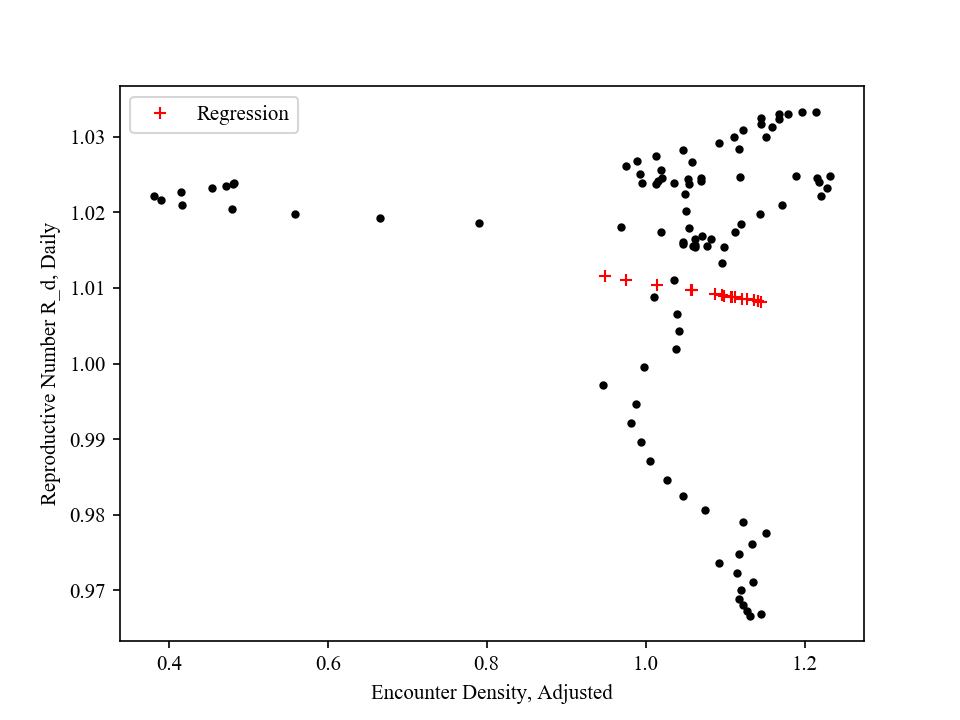 Regression
1.03
1.02
1.01
1.00
0.99
0.98
0.97
Reproductive Number R_d, Daily
0.4 0.6 0.8 1.0 1.2
Encounter Density, Adjusted